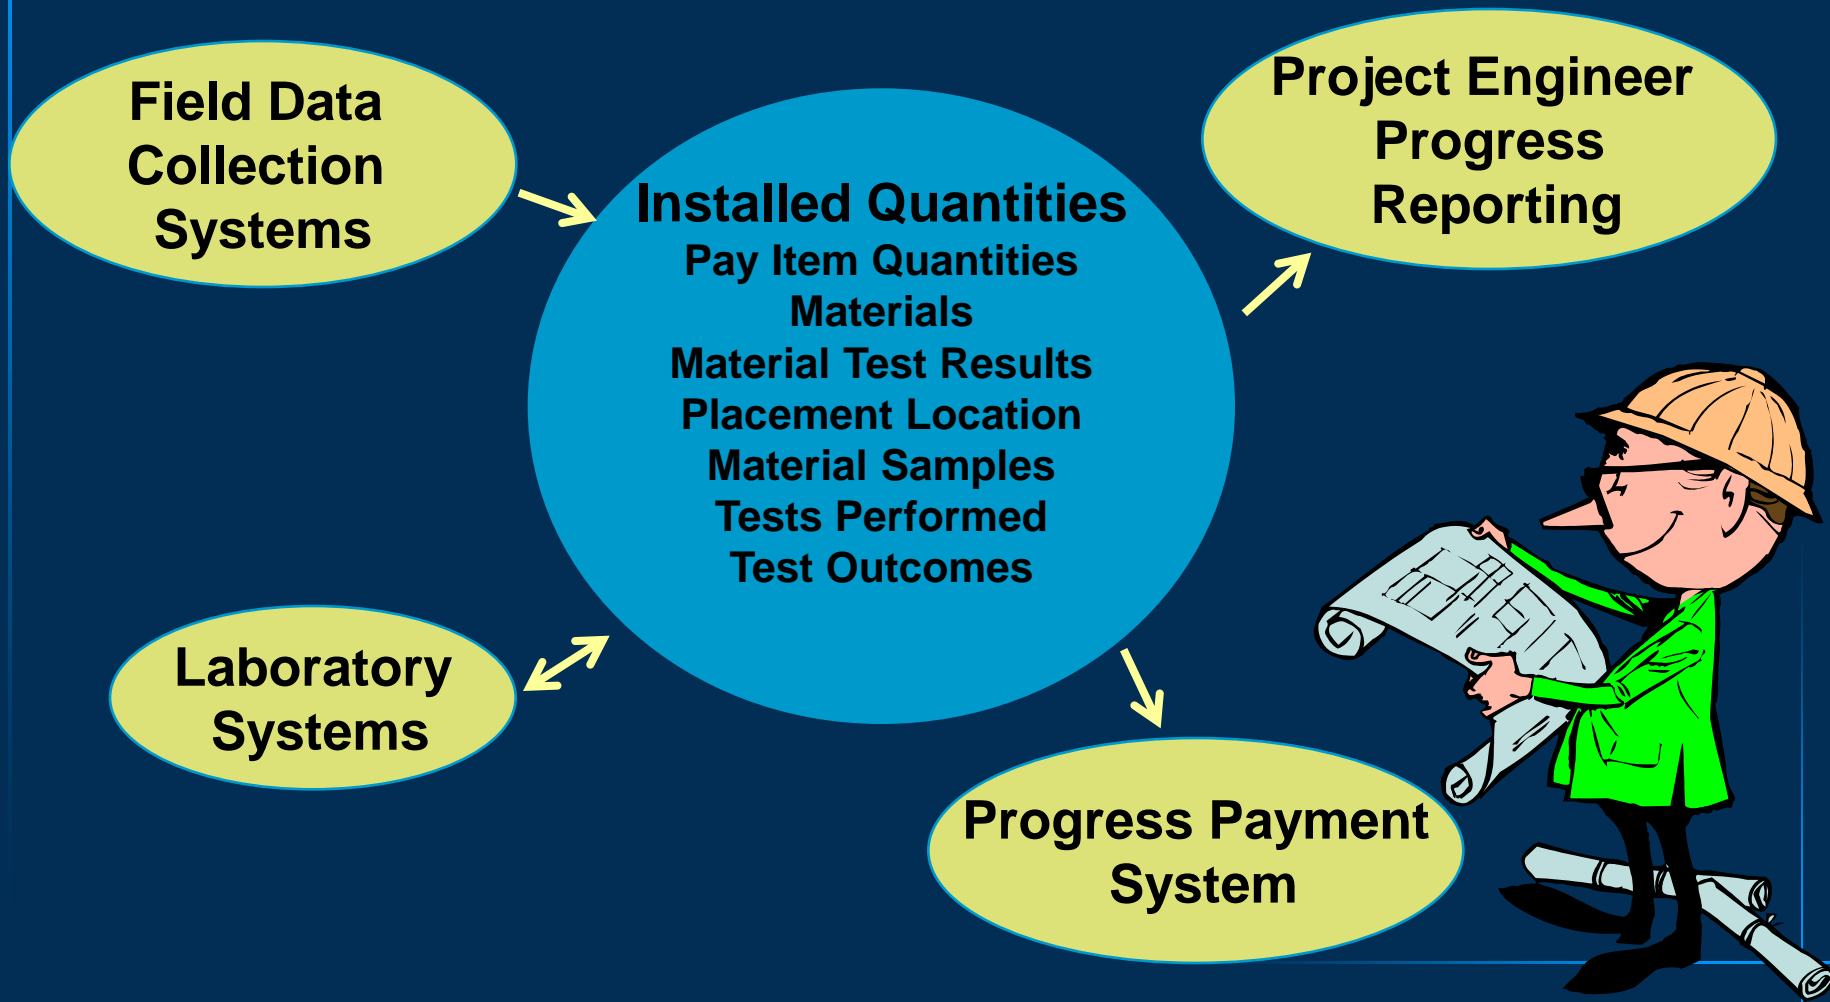 Field Data
Collection
Systems
Installed Quantities
Pay Item Quantities
Materials
Material Test Results
Placement Location
Material Samples
Tests Performed
Test Outcomes
Project Engineer
Progress
Reporting
Laboratory
Systems
Progress Payment
System